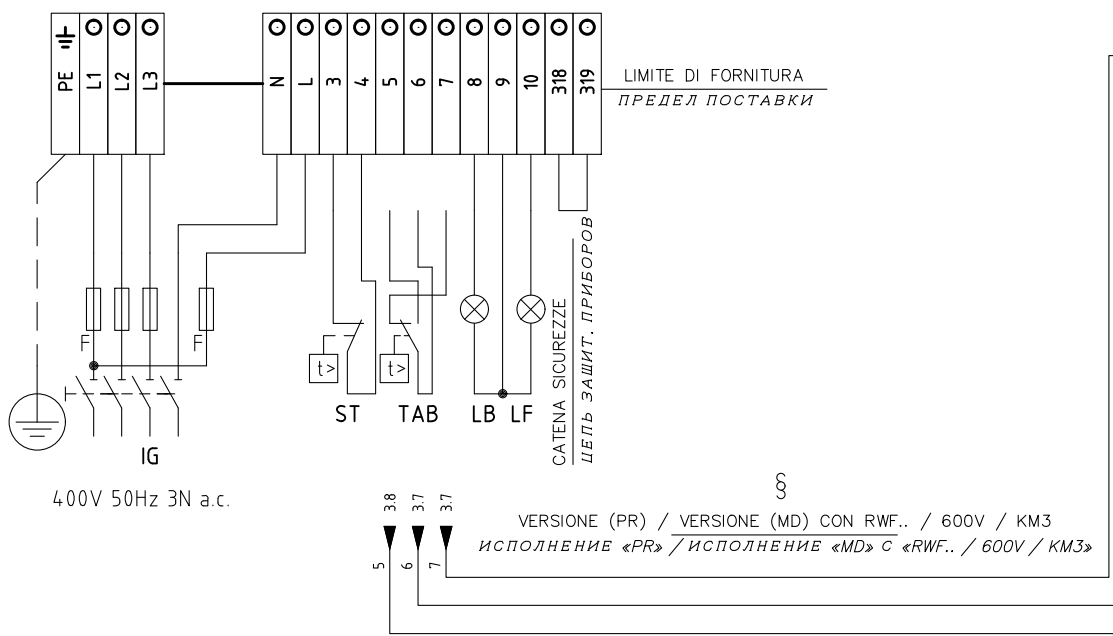 PE L1 L2 L3 N L 3 4 5 6 7 8 9 10 318 319
LIMITE DI FORNITURA
ПРЕДЕЛ ПОСТАВКИ
F F
t> t>
ST TAB LB LF
CATENA SICUREZZE
ЦЕПЬ ЗАЩИТ. ПРИБОРОВ
IG
400V 50Hz 3N a.c.
3.8 3.7 3.7
5 6 7
§
VERSIONE (PR) / VERSIONE (MD) CON RWF.. / 600V / KM3
ИСПОЛНЕНИЕ «PR» / ИСПОЛНЕНИЕ «MD» С «RWF.. / 600V / KM3»